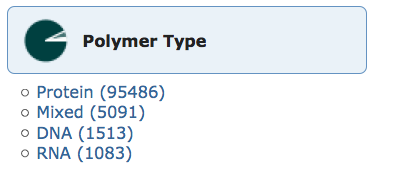 Polymer Type
Protein (95486)
Mixed (5091)
DNA (1513)
RNA (1083)